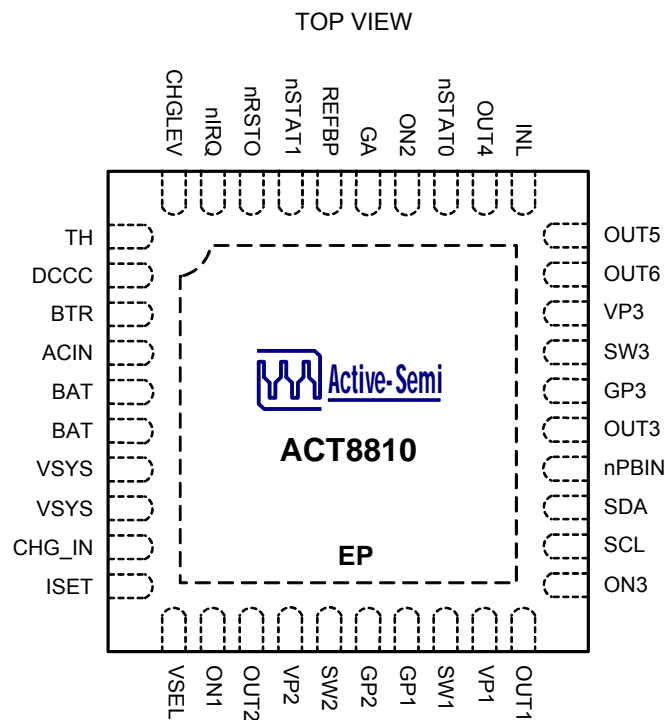 TOP VIEW
CHGLEV
nIRQ
nRSTO
nSTAT1
REFBP
GA
ON2
nSTAT0
OUT4
INL
TH
DCCC
BTR
ACIN
BAT
BAT
VSYS
VSYS
CHG_IN
ISET
OUT5
OUT6
VP3
SW3
GP3
OUT3
nPBIN
SDA
SCL
ON3
Active-Semi
ACT8810
EP
VSEL
ON1
OUT2
VP2
SW2
GP2
GP1
SW1
VP1
OUT1